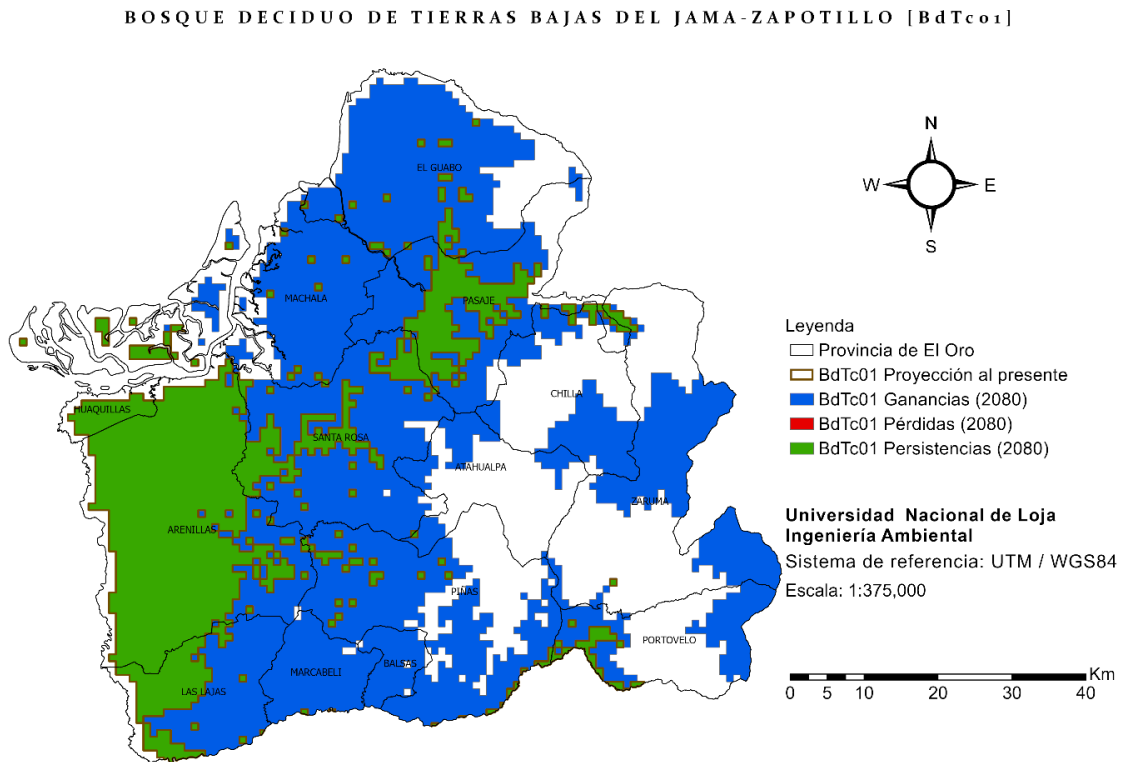 BOSQUE DECIDUO DE TIERRAS BAJAS DEL JAMA-ZAPOTILLO [BdTc01]
N
W E
S
EL GUABO
MACHALA
PASAJE
HUAQUILLAS
SANTA ROSA
CHILLA
ATAHUALPA
ZARUMA
ARENILLAS
PIÑAS
PORTOVELO
MARCABELI
BALSAS
LAS LAJAS
Leyenda
Provincia de El Oro
BdTc01 Proyección al presente
BdTc01 Ganancias (2080)
BdTc01 Pérdidas (2080)
BdTc01 Persistencias (2080)
Universidad Nacional de Loja
Ingeniería Ambiental
Sistema de referencia: UTM / WGS84
Escala: 1:375,000
Km
0 5 10 20 30 40